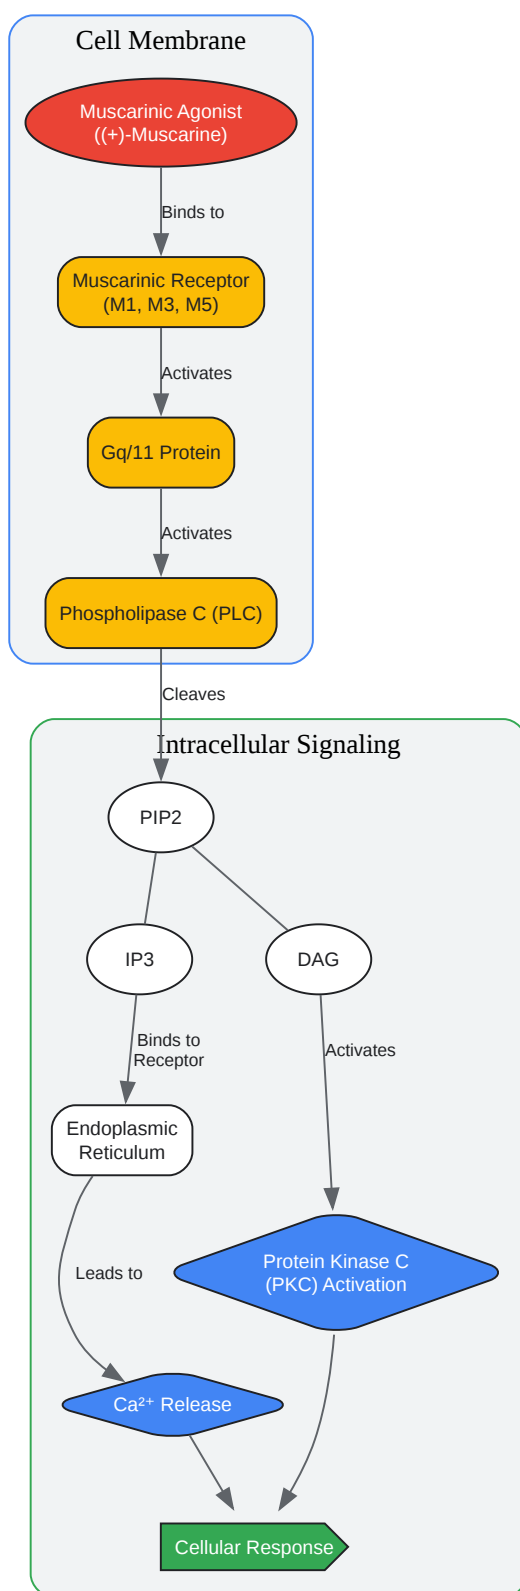 Cell Membrane
Muscarinic Agonist
((+)-Muscarine)
Binds to
Muscarinic Receptor
(M1, M3, M5)
Activates
Gq/11 Protein
Activates
Phospholipase C (PLC)
Cleaves
Intracellular Signaling
PIP2
IP3
DAG
Binds to
Receptor
Activates
Endoplasmic
Reticulum
Leads to
Protein Kinase C
(PKC) Activation
Ca²⁺ Release
Cellular Response